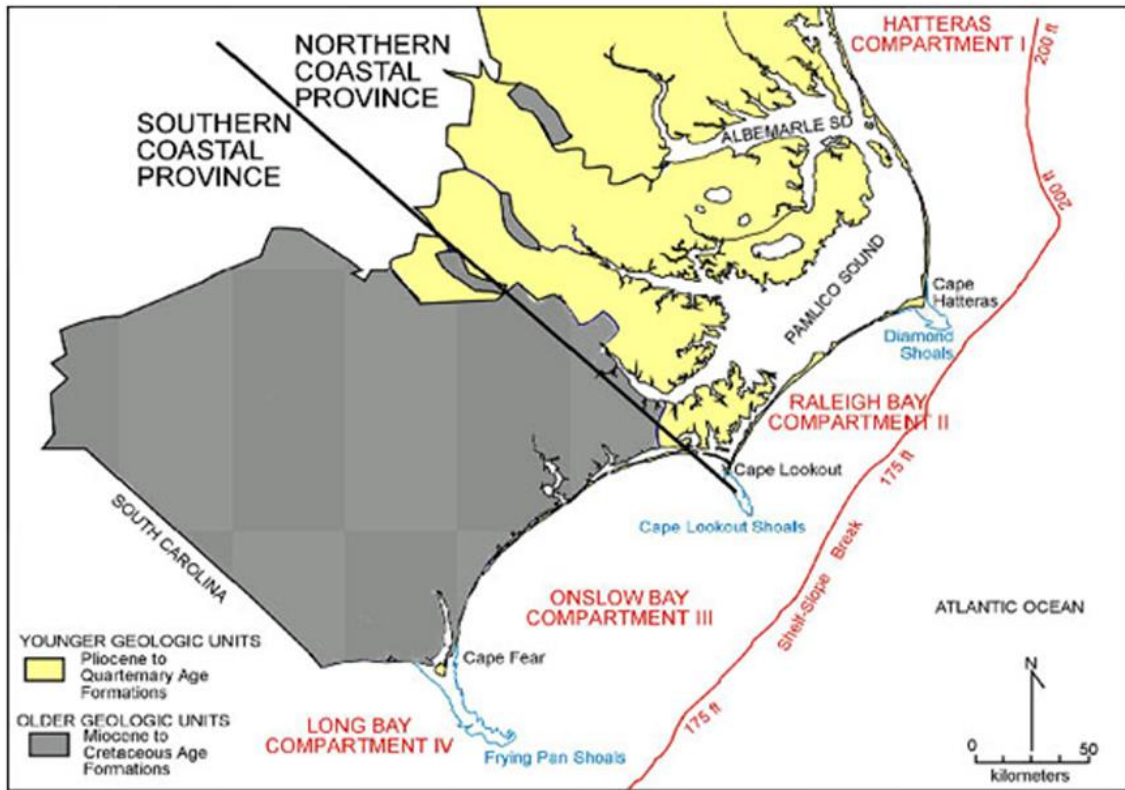 HATTERAS
COMPARTMENT I
200 ft
NORTHERN
COASTAL
PROVINCE
SOUTHERN
COASTAL
PROVINCE
ALBEMARLE SD
200 ft
PAMLICO SOUND
Cape
Hatteras
Diamond
Shoals
RALEIGH BAY
COMPARTMENT II
175 ft
Cape Lookout
Cape Lookout Shoals
SOUTH CAROLINA
Shelf-Slope Break
ONSLOW BAY
COMPARTMENT III
ATLANTIC OCEAN
YOUNGER GEOLOGIC UNITS
Pliocene to
Quarternary Age
Formations
Cape Fear
N
OLDER GEOLOGIC UNITS
Miocene to
Cretaceous Age
Formations
LONG BAY
COMPARTMENT IV
175 ft
Frying Pan Shoals
0 50
kilometers